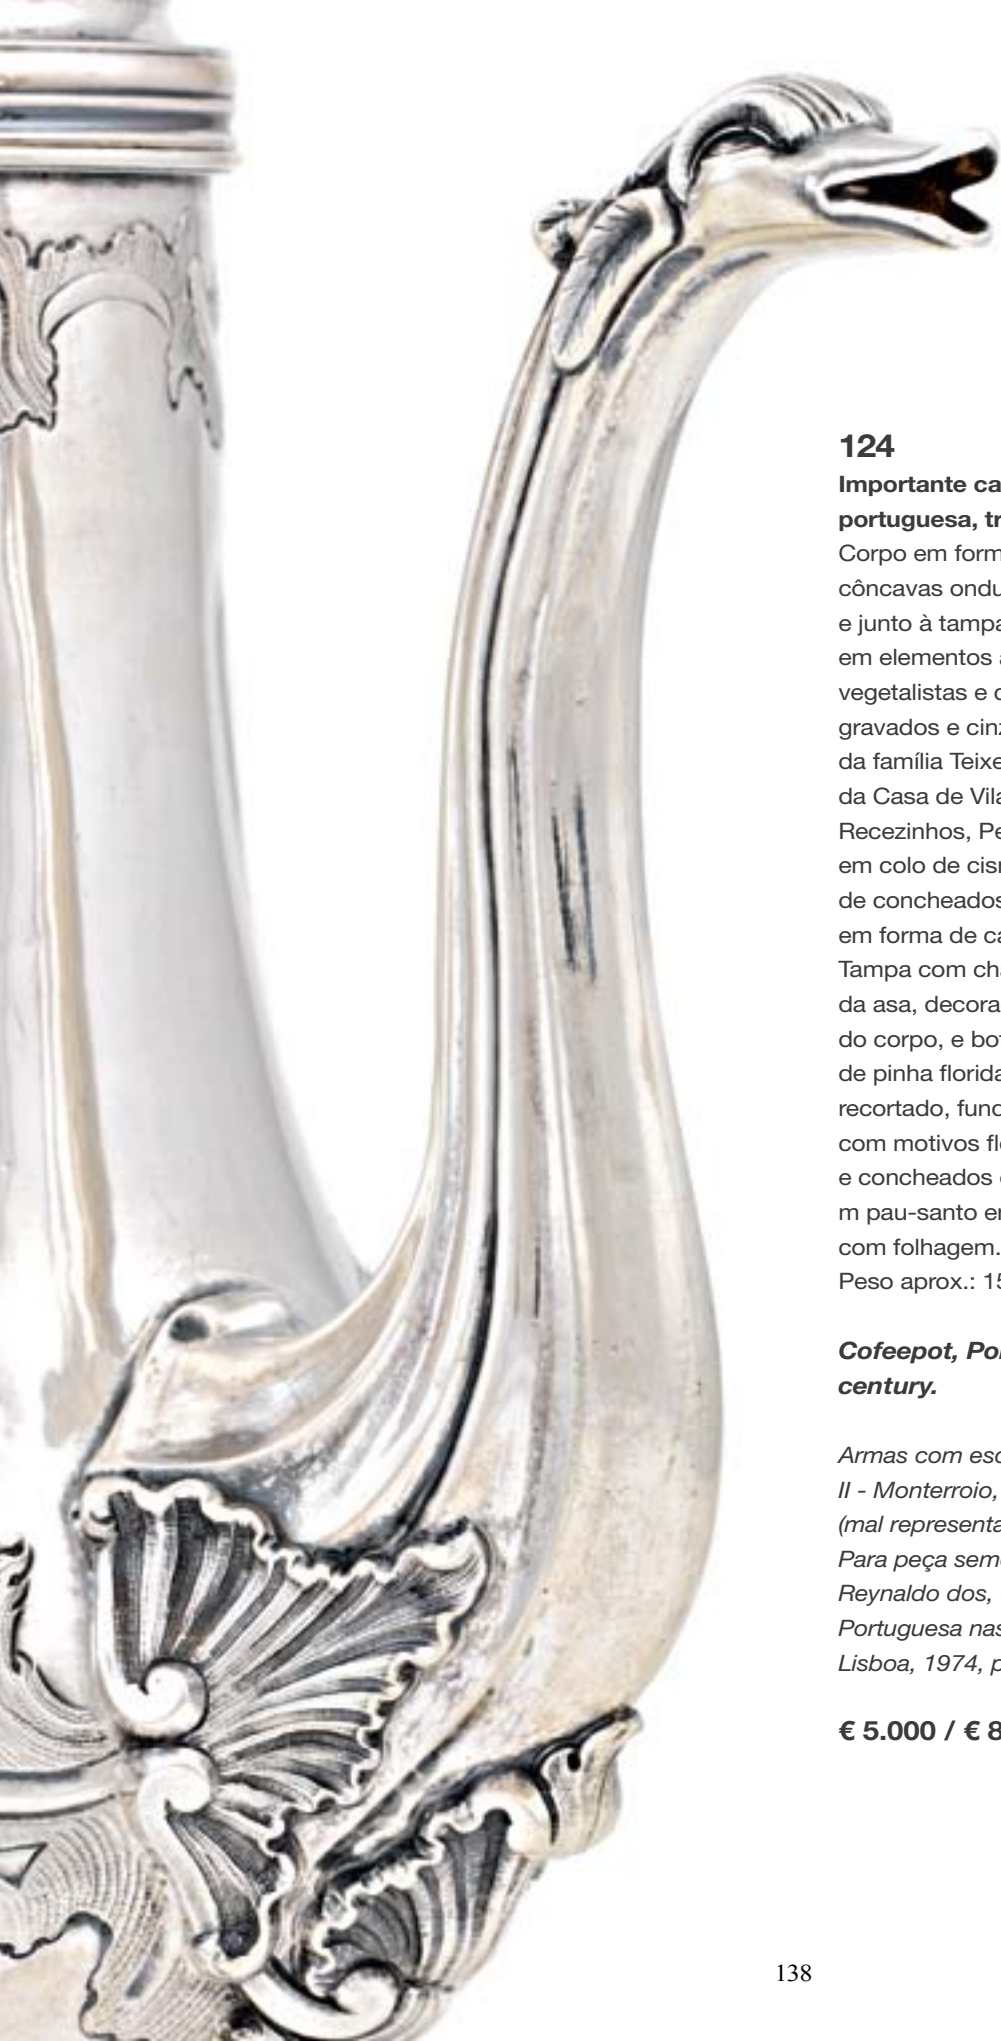 124
Importante ca
portuguesa, tr
Corpo em form
côncavas ondu
e junto à tampa
em elementos a
vegetalistas e c
gravados e cinz
da família Teixe
da Casa de Vila
Recezinhos, Pe
em colo de cisn
de concheados
em forma de ca
Tampa com cha
da asa, decora
do corpo, e bot
de pinha florida
recortado, fund
com motivos flo
e concheados e
m pau-santo en
com folhagem.
Peso aprox.: 15
Cofeepot, Por
century.
Armas com esc
II - Monterroio,
(mal representa
Para peça seme
Reynaldo dos,
Portuguesa nas
Lisboa, 1974, p
€ 5.000 / € 8
138